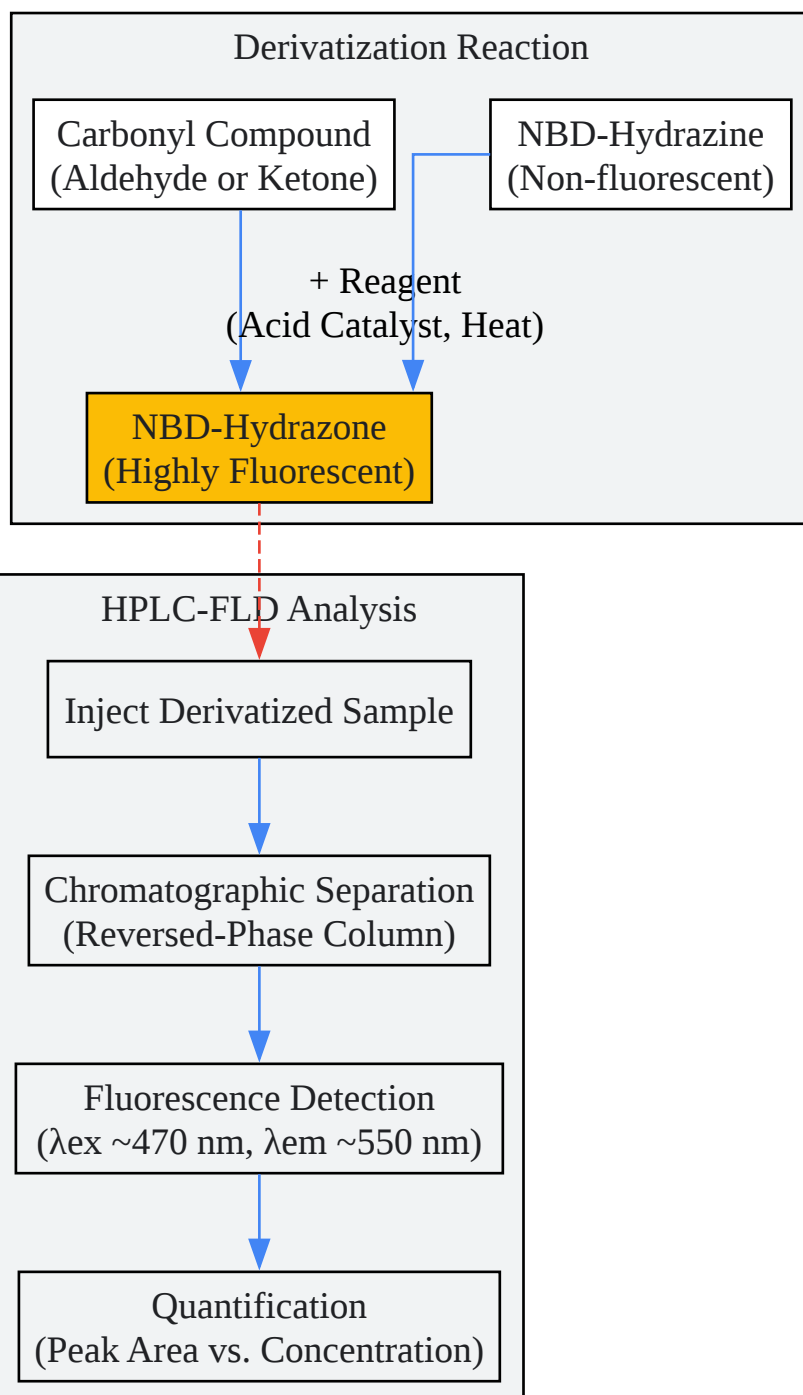 Derivatization Reaction
Carbonyl Compound
(Aldehyde or Ketone)
NBD-Hydrazine
(Non-fluorescent)
+ Reagent
(Acid Catalyst, Heat)
NBD-Hydrazone
(Highly Fluorescent)
HPLC-FLD Analysis
Inject Derivatized Sample
Chromatographic Separation
(Reversed-Phase Column)
Fluorescence Detection
(λex ~470 nm, λem ~550 nm)
Quantification
(Peak Area vs. Concentration)